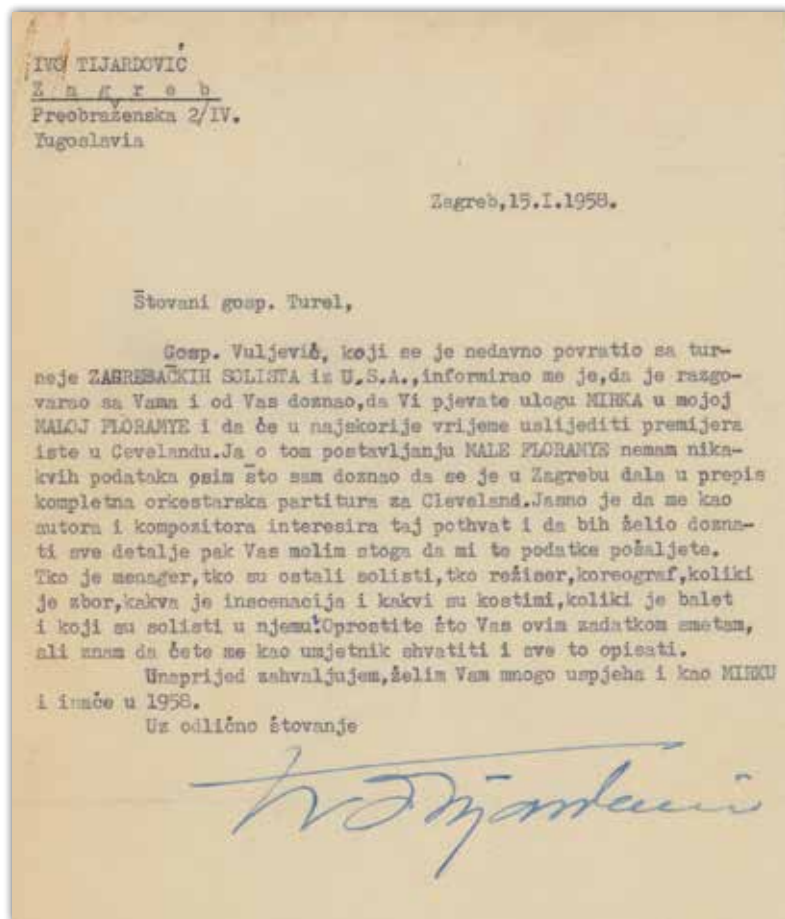 IVO TIJARDOVIĆ
Z a g r e b
Preobraženska 2/IV.
Yugoslavia
Zagreb,15.I.1958.
Štovani gosp. Turel,
Gosp. Vuljević, koji se je nedavno povratio sa tur-
neje ZAGREBAČKIH SOLISTA iz U.S.A.,informirao me je,da je razgo-
varao sa Vama i od Vas doznao,da Vi pjevate ulogu MIRKA u mojoj
MALOJ FLORAMYE i da će u najskorije vrijeme uslijediti premijera
iste u Cevelandu.Ja o tom postavljanju MALE FLORAMYE nemam nika-
kvih podataka osim što sam doznao da se je u Zagrebu dala u prepis
kompletna orkestarska partitura za Cleveland.Jasno je da me kao
autora i kompozitora interesira taj pothvat i da bih želio dozna-
ti sve detalje pak Vas molim stoga da mi te podatke pošaljete.
Tko je menager,tko su ostali solisti,tko režiser,koreograf,koliki
je zbor,kakva je inscenacija i kakvi su kostimi,koliki je balet
i koji su solisti u njemu!Oprostite što Vas ovim zadatkom smetam,
ali znam da ćete me kao umjetnik shvatiti i sve to opisati.
Unaprijed zahvaljujem,želim Vam mnogo uspjeha i kao MIRKU
i inače u 1958.
Uz odlično štovanje
Ivo Tijardović